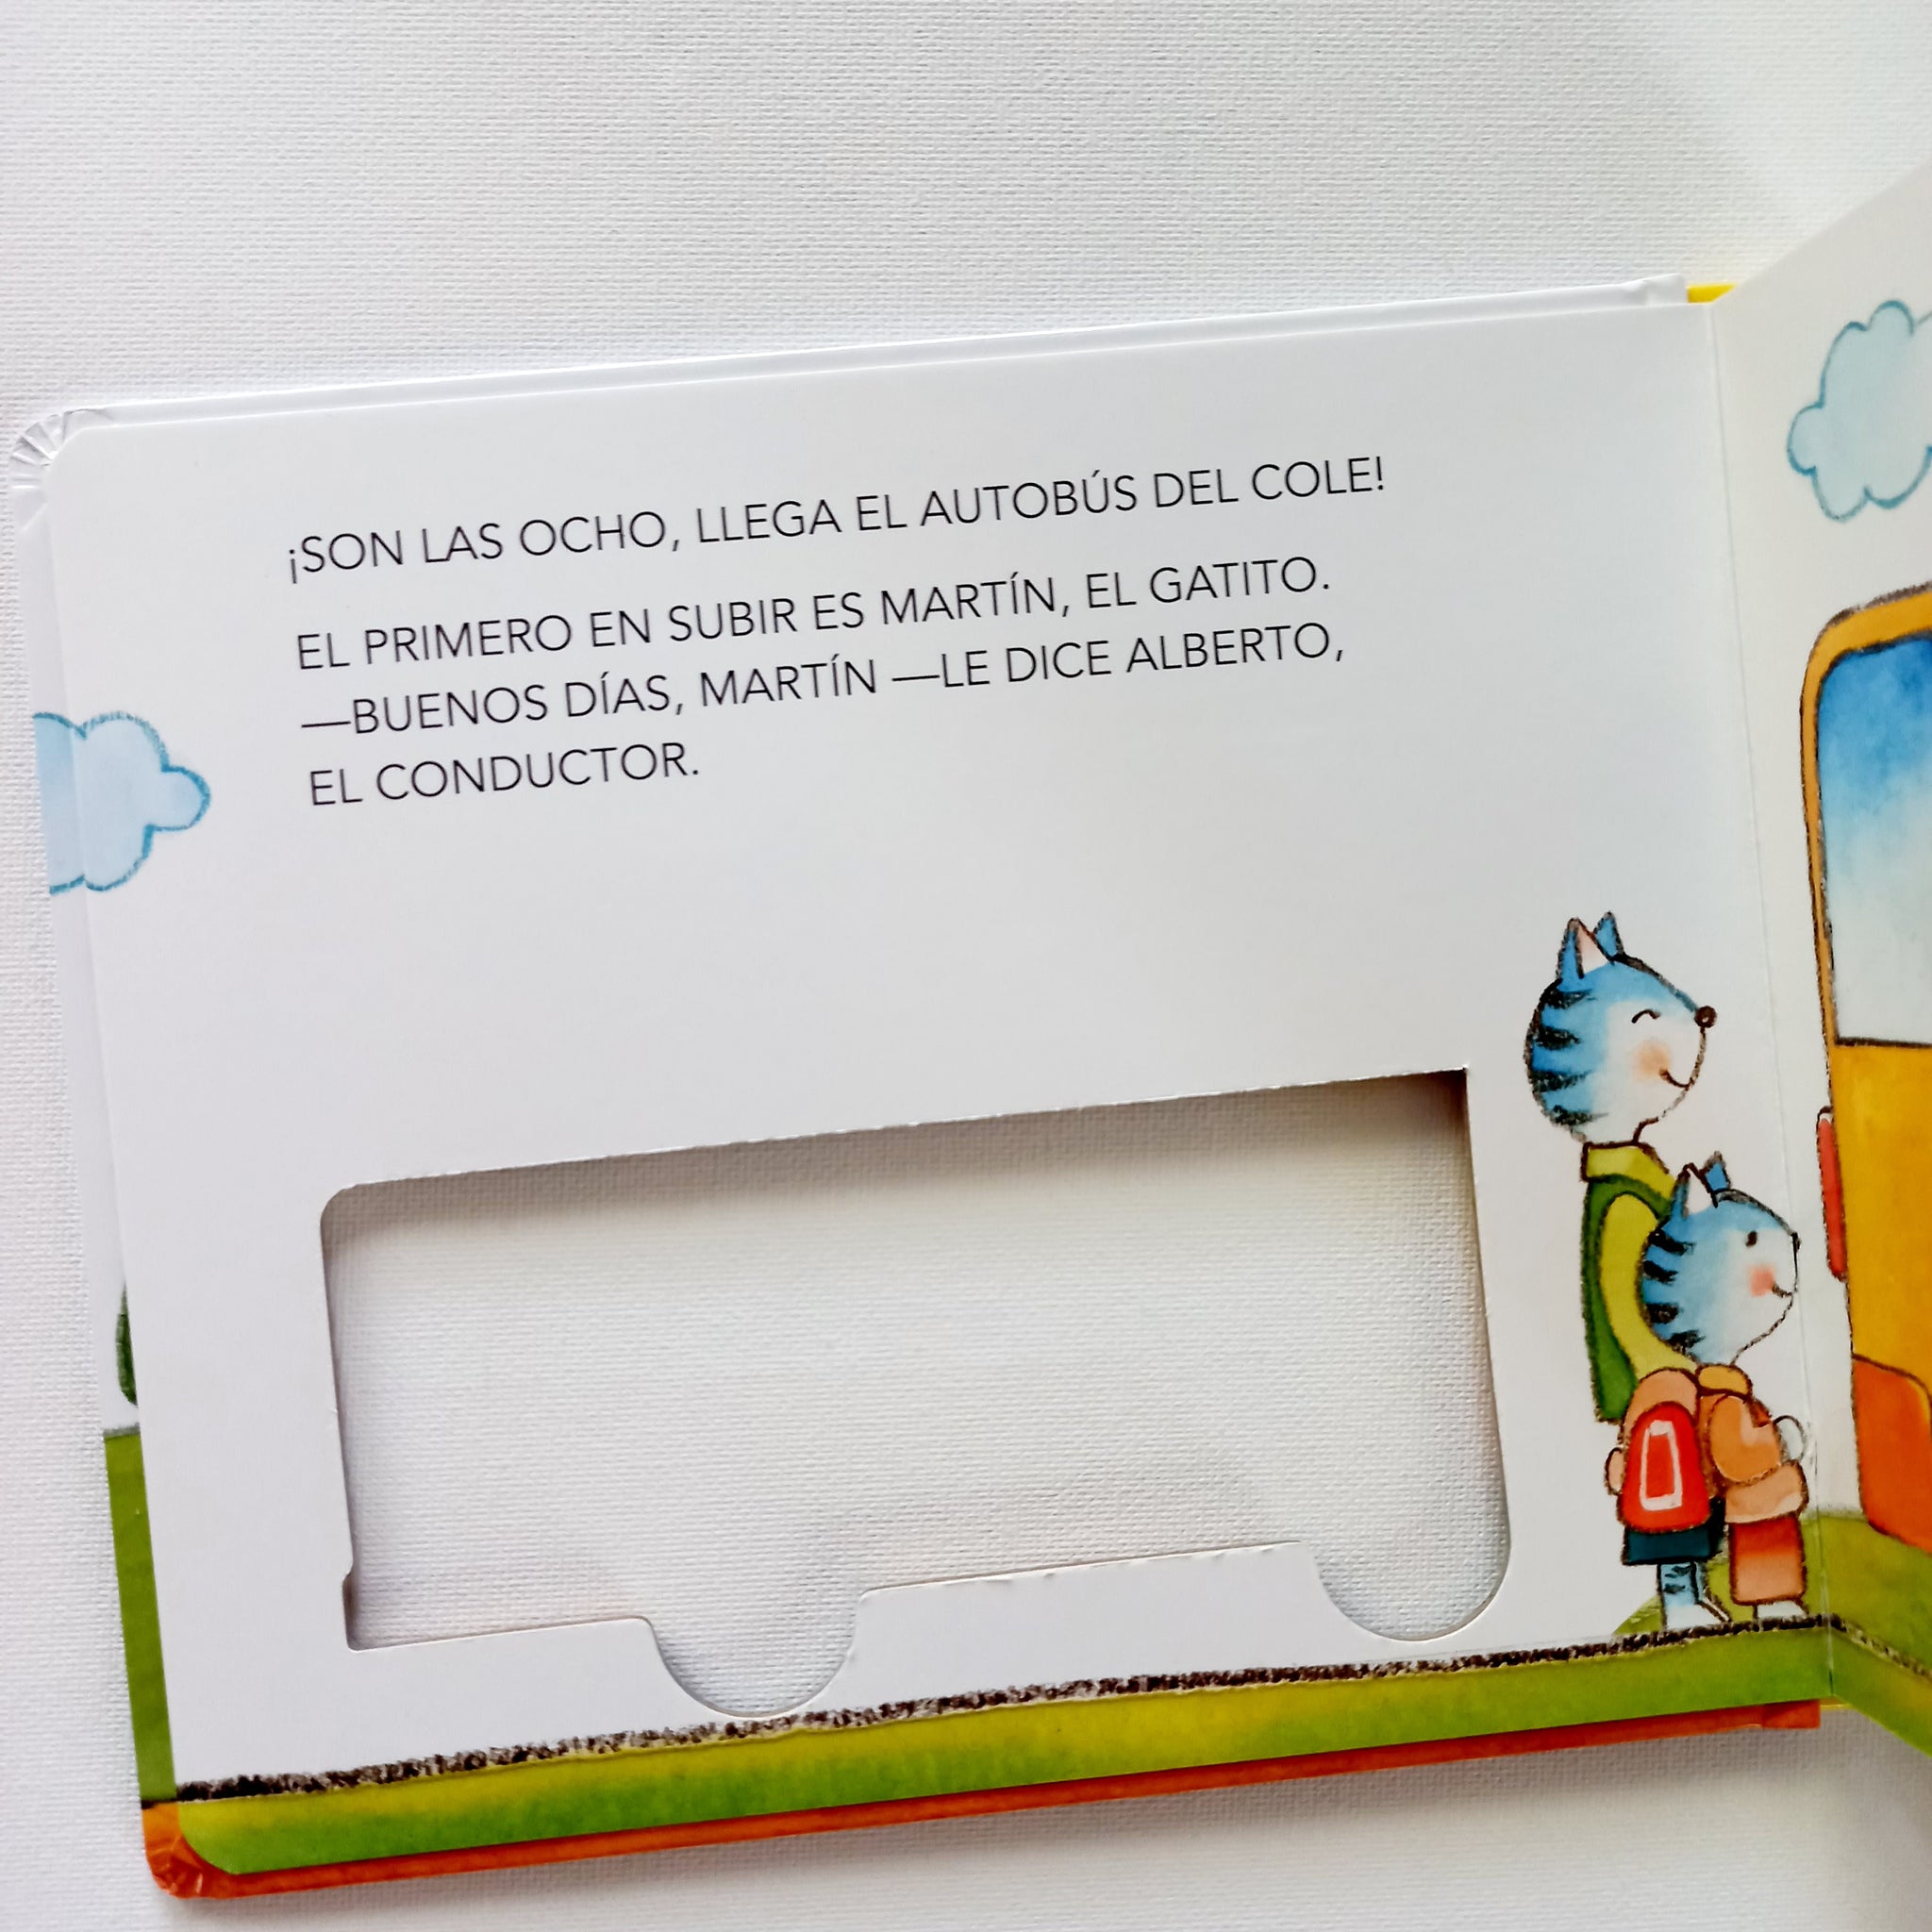 ¡SON LAS OCHO, LLEGA EL AUTOBÚS DEL COLE!
EL PRIMERO EN SUBIR ES MARTÍN, EL GATITO.
—BUENOS DÍAS, MARTÍN —LE DICE ALBERTO,
EL CONDUCTOR.